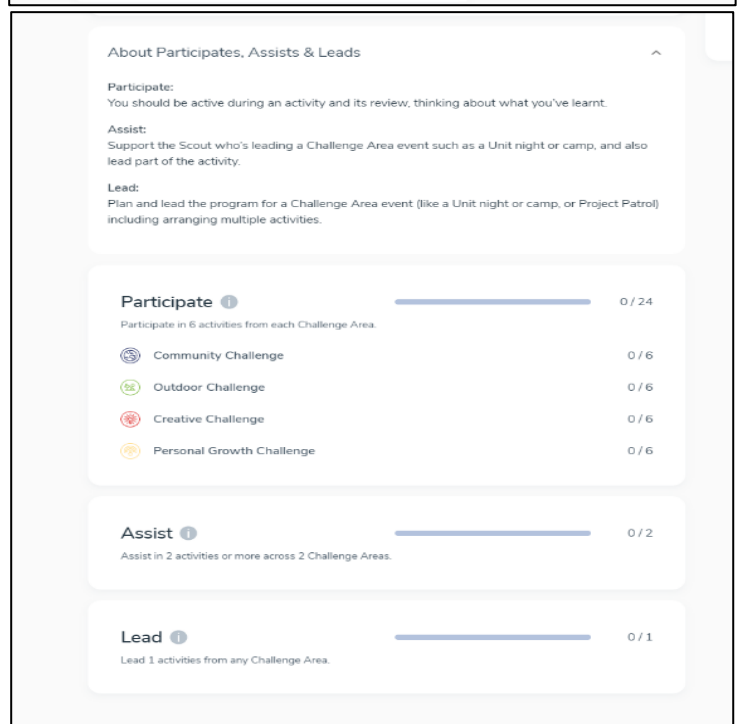 About Participates, Assists & Leads
Participate:
You should be active during an activity and its review, thinking about what you've learnt.
Assist:
Support the Scout who's leading a Challenge Area event such as a Unit night or camp, and also
lead part of the activity.
Lead:
Plan and lead the program for a Challenge Area event (like a Unit night or camp, or Project Patrol)
including arranging multiple activities.
Participate i 0 / 24
Participate in 6 activities from each Challenge Area.
Community Challenge 0 / 6
Outdoor Challenge 0 / 6
Creative Challenge 0 / 6
Personal Growth Challenge 0 / 6
Assist i 0 / 2
Assist in 2 activities or more across 2 Challenge Areas.
Lead i 0 / 1
Lead 1 activities from any Challenge Area.